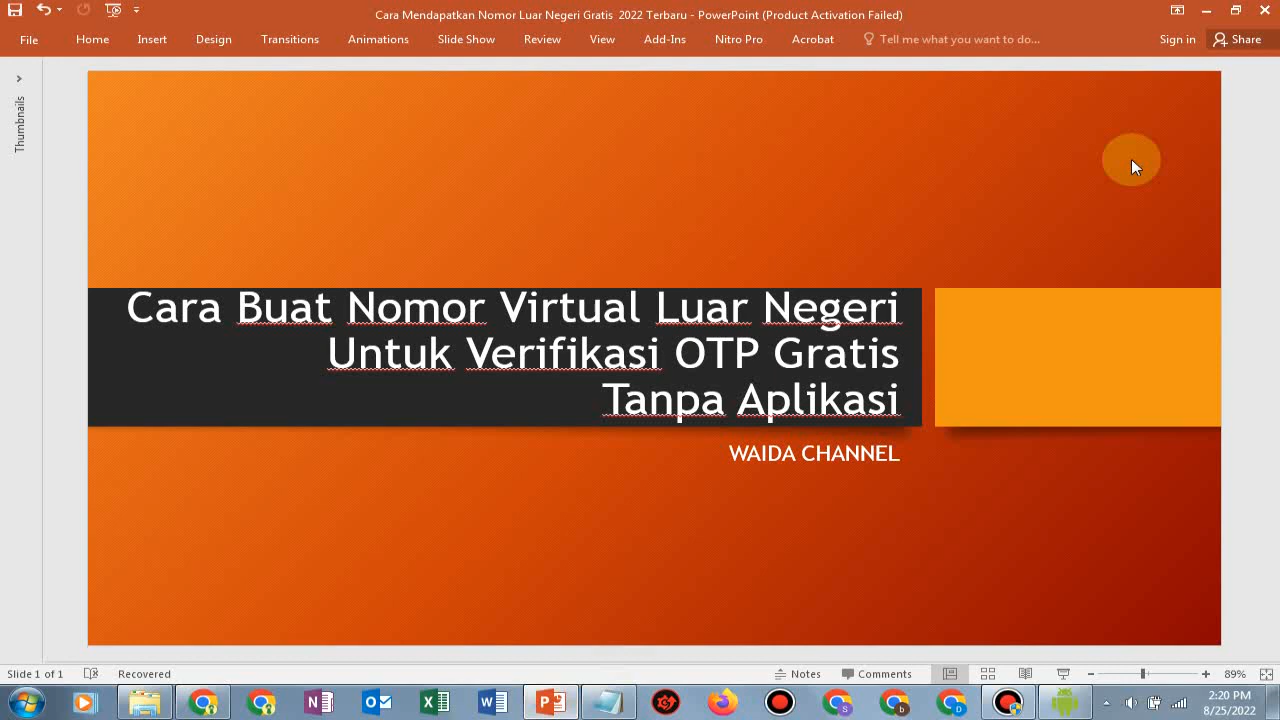 Cara Mendapatkan Nomor Luar Negeri Gratis  2022 Terbaru - PowerPoint (Product Activation Failed)
File Home Insert Design Transitions Animations Slide Show Review View Add-Ins Nitro Pro Acrobat Tell me what you want to do... Sign in Share
Thumbnails
Cara Buat Nomor Virtual Luar Negeri
Untuk Verifikasi OTP Gratis
Tanpa Aplikasi
WAIDA CHANNEL
Slide 1 of 1 Recovered Notes Comments 89%
2:20 PM
8/25/2022